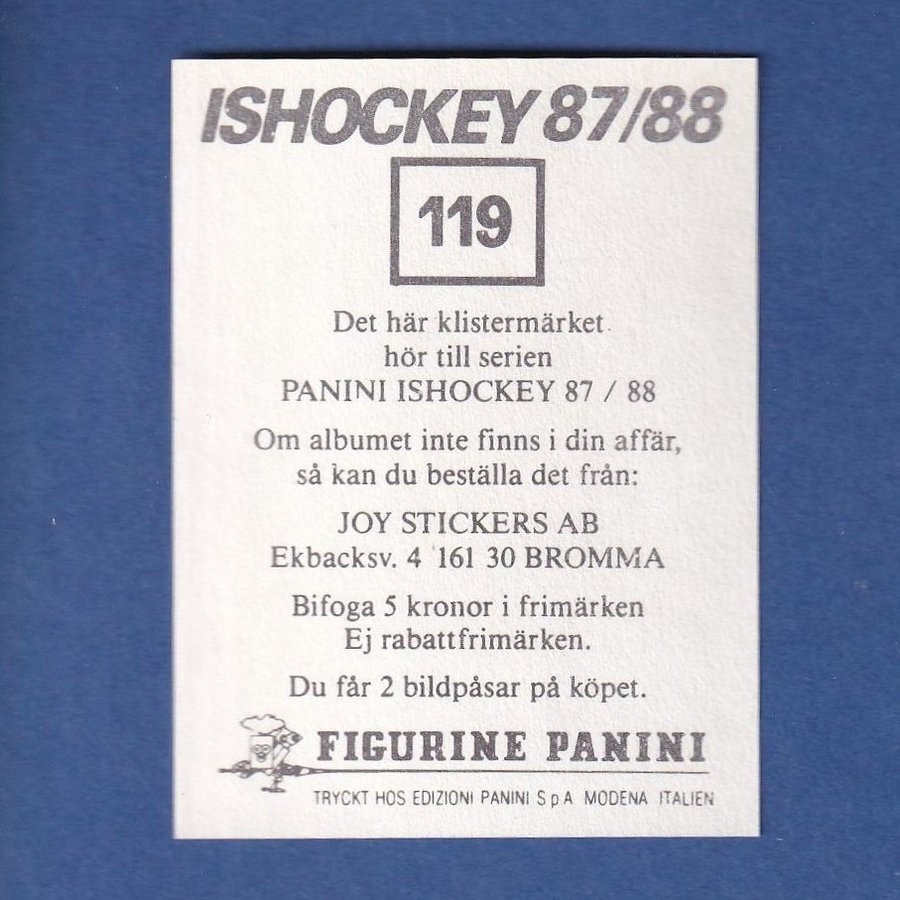 ISHOCKEY 87/88
119
Det här klistermärket
hör till serien
PANINI ISHOCKEY 87 / 88
Om albumet inte finns i din affär,
så kan du beställa det från:
JOY STICKERS AB
Ekbacksv. 4 161 30 BROMMA
Bifoga 5 kronor i frimärken
Ej rabattfrimärken.
Du får 2 bildpåsar på köpet.
FIGURINE PANINI
TRYCKT HOS EDIZIONI PANINI S p A MODENA ITALIEN